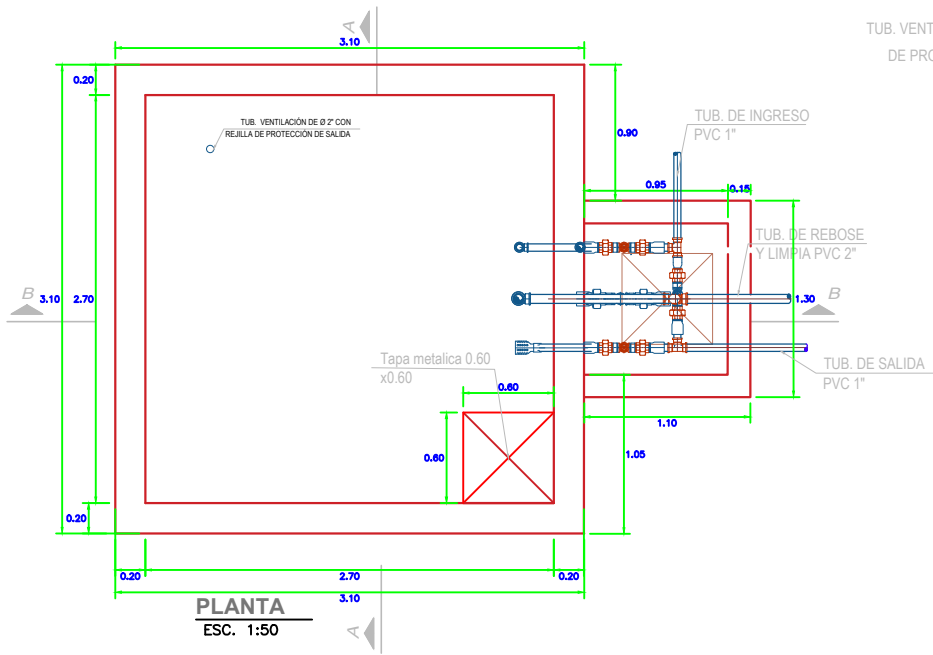 A
3.10
TUB. VENT
DE PRO
0.20
TUB. VENTILACIÓN DE Ø 2" CON
REJILLA DE PROTECCIÓN DE SALIDA
0.90
TUB. DE INGRESO
PVC 1"
0.95
0.15
TUB. DE REBOSE
Y LIMPIA PVC 2"
B
3.10
2.70
1.30
B
Tapa metalica 0.60
x0.60
0.60
TUB. DE SALIDA
PVC 1"
0.60
1.10
1.05
0.20
0.20
2.70
0.20
3.10
PLANTA
ESC. 1:50
A